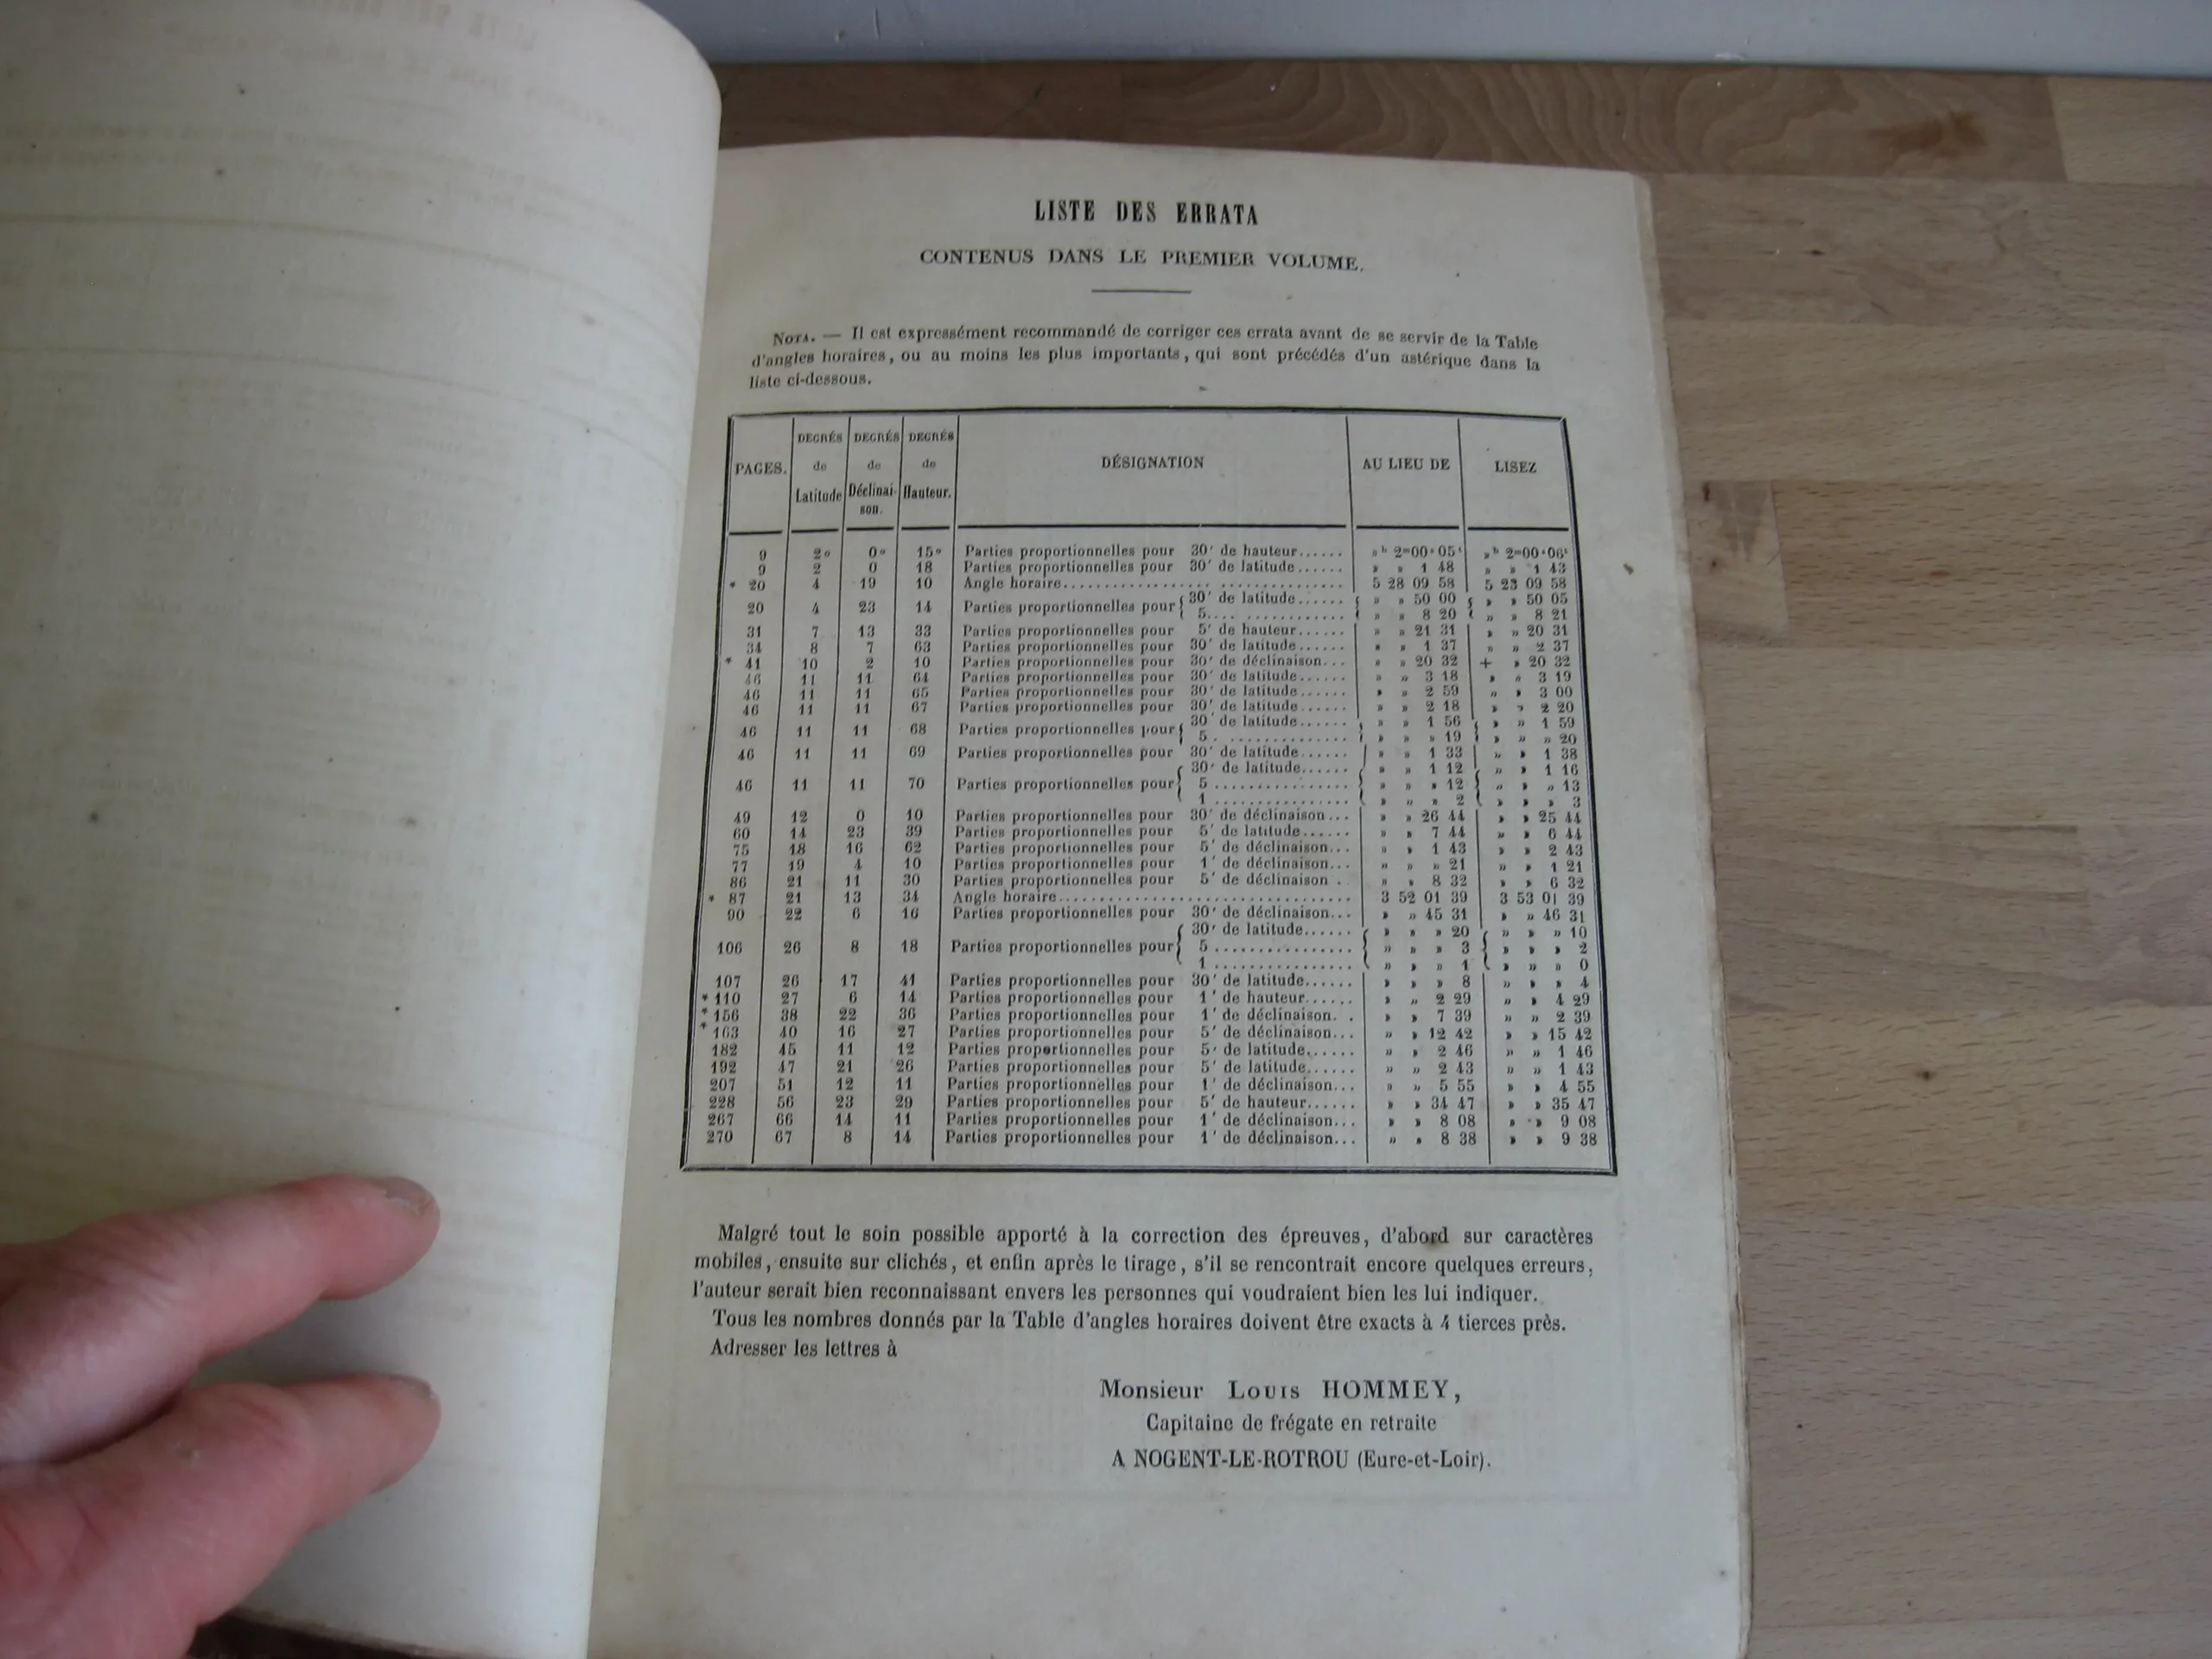 LISTE DES ERRATA
CONTENUS DANS LE PREMIER VOLUME.
NOTA. — Il est expressément recommandé de corriger ces errata avant de se servir de la Table
d'angles horaires, ou au moins les plus importants, qui sont précédés d'un astérique dans la
liste ci-dessous.
PAGES. DEGRÉS de Latitude DEGRÉS de Déclinaison. DEGRÉS de Hauteur. DÉSIGNATION AU LIEU DE LISEZ
9 2° 0° 15° Parties proportionnelles pour 30′ de hauteur...... »ʰ 2ᵐ00ˢ05ᵗ »ʰ 2ᵐ00ˢ06ᵗ
9 2 0 18 Parties proportionnelles pour 30′ de latitude...... » » 1 48 » » 1 43
* 20 4 19 10 Angle horaire.................... 5 28 09 58 5 23 09 58
20 4 23 14 Parties proportionnelles pour { 30′ de latitude...... { » » 50 00 { » » 50 05
5.... » » 8 20 » » 8 21
31 7 13 33 Parties proportionnelles pour 5′ de hauteur...... » » 21 31 » » 20 31
34 8 7 63 Parties proportionnelles pour 30′ de latitude...... » » 1 37 » » 2 37
* 41 10 2 10 Parties proportionnelles pour 30′ de déclinaison... » » 20 32 + » 20 32
46 11 11 64 Parties proportionnelles pour 30′ de latitude...... » » 3 18 » » 3 19
46 11 11 65 Parties proportionnelles pour 30′ de latitude...... » » 2 59 » » 3 00
46 11 11 67 Parties proportionnelles pour 30′ de latitude...... » » 2 18 » » 2 20
46 11 11 68 Parties proportionnelles pour { 30′ de latitude...... } » » 1 56 { » » 1 59
5 ............... » » » 19 » » » 20
46 11 11 69 Parties proportionnelles pour 30′ de latitude...... » » 1 33 » » 1 38
46 11 11 70 Parties proportionnelles pour { 30′ de latitude...... { » » 1 12 { » » 1 16
5 ............... » » » 12 » » » 13
1 ............... » » » 2 » » » 3
49 12 0 10 Parties proportionnelles pour 30′ de déclinaison... » » 26 44 » » 25 44
60 14 23 39 Parties proportionnelles pour 5′ de latitude...... » » 7 44 » » 6 44
75 18 16 62 Parties proportionnelles pour 5′ de déclinaison... » » 1 43 » » 2 43
77 19 4 10 Parties proportionnelles pour 1′ de déclinaison... » » » 21 » » 1 21
86 21 11 30 Parties proportionnelles pour 5′ de déclinaison . » » 8 32 » » 6 32
* 87 21 13 34 Angle horaire.................... 3 52 01 39 3 53 01 39
90 22 6 16 Parties proportionnelles pour 30′ de déclinaison... » » 45 31 » » 46 31
106 26 8 18 Parties proportionnelles pour { 30′ de latitude...... { » » » 20 { » » » 10
5 ............... » » » 3 » » » 2
1 ............... » » » 1 » » » 0
107 26 17 41 Parties proportionnelles pour 30′ de latitude...... » » » 8 » » » 4
* 110 27 6 14 Parties proportionnelles pour 1′ de hauteur...... » » 2 29 » » 4 29
* 156 38 22 36 Parties proportionnelles pour 1′ de déclinaison. . » » 7 39 » » 2 39
* 163 40 16 27 Parties proportionnelles pour 5′ de déclinaison... » » 12 42 » » 15 42
182 45 11 12 Parties proportionnelles pour 5′ de latitude...... » » 2 46 » » 1 46
192 47 21 26 Parties proportionnelles pour 5′ de latitude...... » » 2 43 » » 1 43
207 51 12 11 Parties proportionnelles pour 1′ de déclinaison... » » 5 55 » » 4 55
228 56 23 29 Parties proportionnelles pour 5′ de hauteur...... » » 34 47 » » 35 47
267 66 14 11 Parties proportionnelles pour 1′ de déclinaison... » » 8 08 » » 9 08
270 67 8 14 Parties proportionnelles pour 1′ de déclinaison... » » 8 38 » » 9 38
Malgré tout le soin possible apporté à la correction des épreuves, d'abord sur caractères
mobiles, ensuite sur clichés, et enfin après le tirage, s'il se rencontrait encore quelques erreurs,
l'auteur serait bien reconnaissant envers les personnes qui voudraient bien les lui indiquer.
Tous les nombres donnés par la Table d'angles horaires doivent être exacts à 4 tierces près.
Adresser les lettres à
Monsieur LOUIS HOMMEY,
Capitaine de frégate en retraite
A NOGENT-LE-ROTROU (Eure-et-Loir).